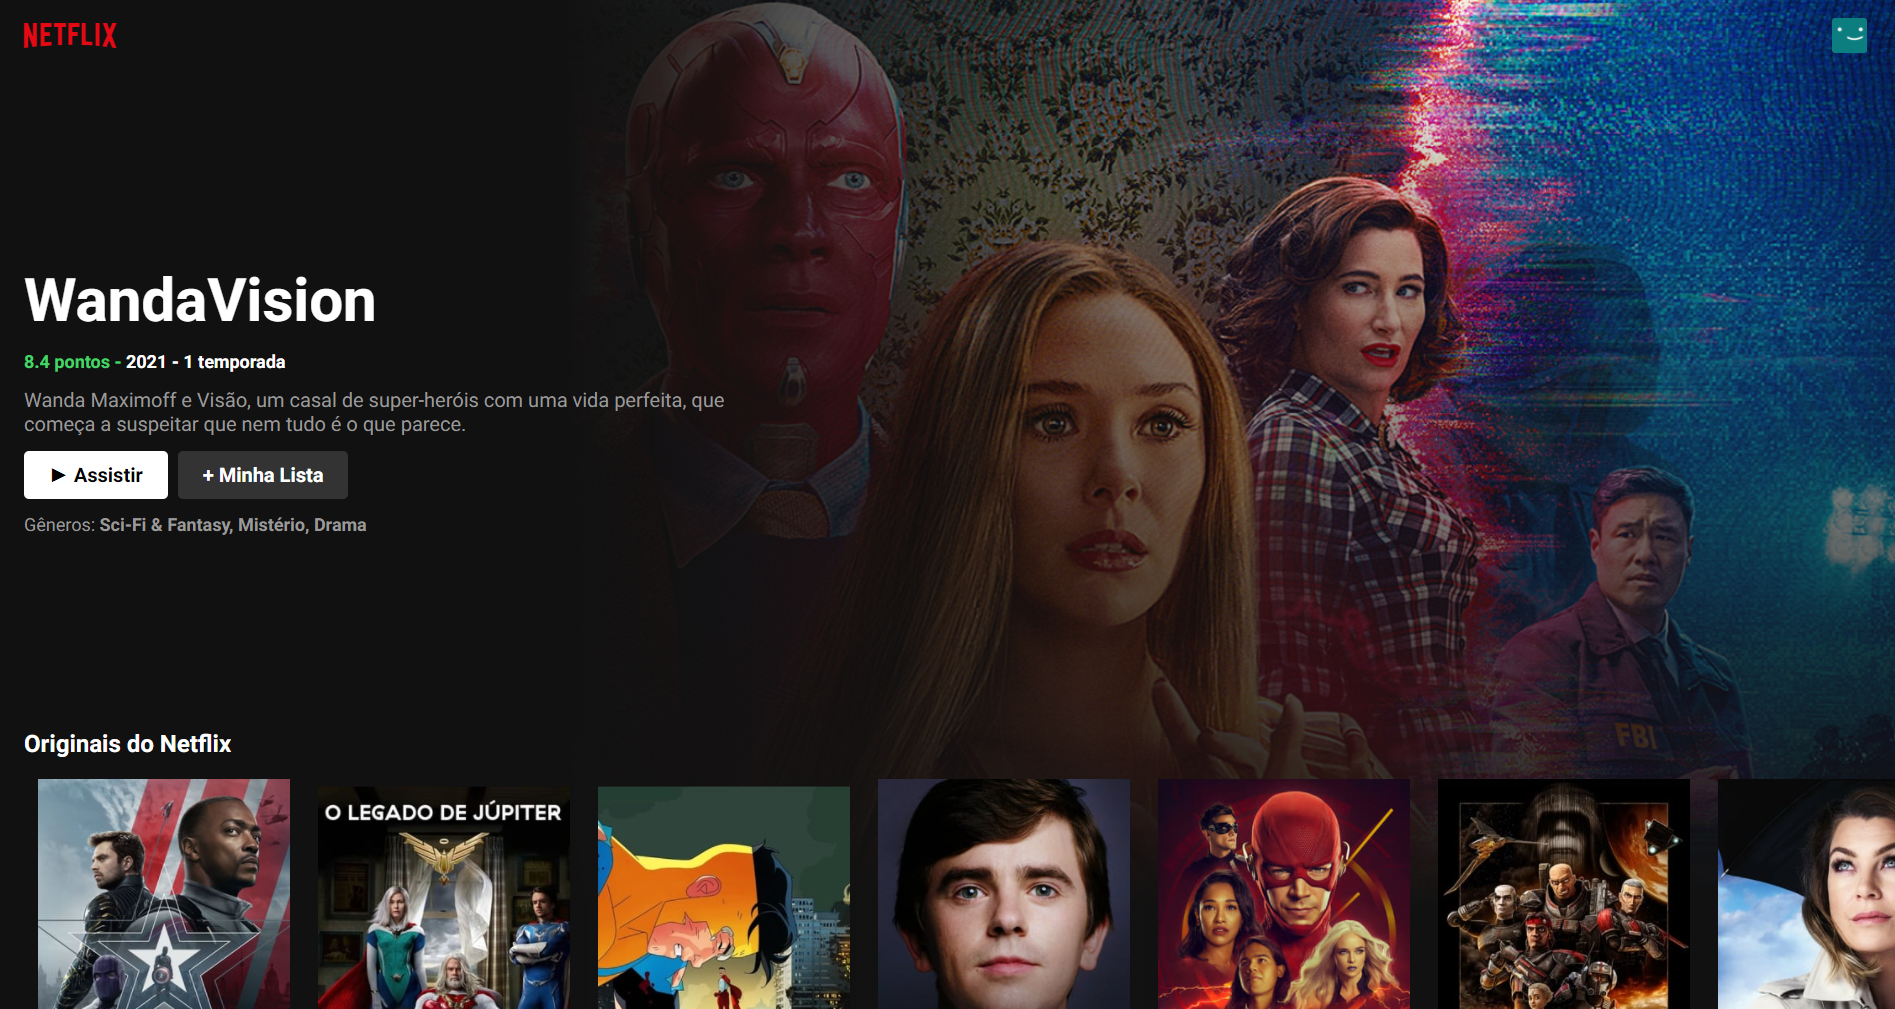 NETFLIX
WandaVision
8.4 pontos - 2021 - 1 temporada
Wanda Maximoff e Visão, um casal de super-heróis com uma vida perfeita, que
começa a suspeitar que nem tudo é o que parece.
► Assistir
+ Minha Lista
Gêneros: Sci-Fi & Fantasy, Mistério, Drama
FBI
Originais do Netflix
O LEGADO DE JÚPITER